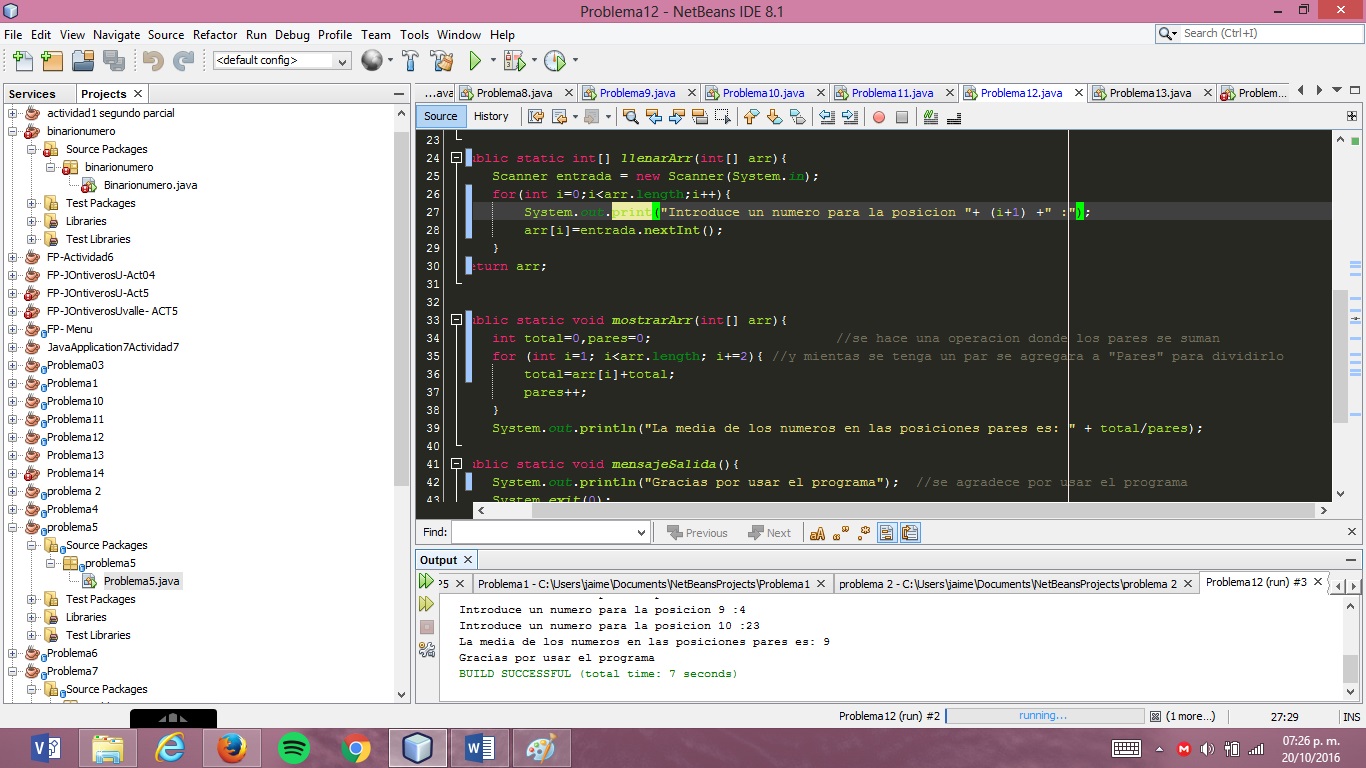 Problema12 - NetBeans IDE 8.1
File Edit View Navigate Source Refactor Run Debug Profile Team Tools Window Help
Search (Ctrl+I)
<default config>
Services Projects
actividad1 segundo parcial
binarionumero
Source Packages
binarionumero
Binarionumero.java
Test Packages
Libraries
Test Libraries
FP-Actividad6
FP-JOntiverosU-Act04
FP-JOntiverosU-Act5
FP-JOntiverosUvalle- ACT5
FP- Menu
JavaApplication7Actividad7
Problema03
Problema1
Problema10
Problema11
Problema12
Problema13
Problema14
problema 2
Problema4
problema5
Source Packages
problema5
Problema5.java
Test Packages
Libraries
Test Libraries
Problema6
Problema7
Source Packages
...ava Problema8.java Problema9.java Problema10.java Problema11.java Problema12.java Problema13.java Problem...
Source History
23
24 ublic static int[] llenarArr(int[] arr){
25 Scanner entrada = new Scanner(System.in);
26 for(int i=0;i<arr.length;i++){
27 System.out.print("Introduce un numero para la posicion "+ (i+1) +" :");
28 arr[i]=entrada.nextInt();
29 }
30 eturn arr;
31
32
33 ublic static void mostrarArr(int[] arr){
34 int total=0,pares=0; //se hace una operacion donde los pares se suman
35 for (int i=1; i<arr.length; i+=2){ //y mientas se tenga un par se agregara a "Pares" para dividirlo
36 total=arr[i]+total;
37 pares++;
38 }
39 System.out.println("La media de los numeros en las posiciones pares es: " + total/pares);
40
41 ublic static void mensajeSalida(){
42 System.out.println("Gracias por usar el programa"); //se agradece por usar el programa
43 System.exit(0);
Find: Previous Next
Output
P5 Problema1 - C:\Users\jaime\Documents\NetBeansProjects\Problema1 problema 2 - C:\Users\jaime\Documents\NetBeansProjects\problema 2 Problema12 (run) #3
Introduce un numero para la posicion 9 :4
Introduce un numero para la posicion 10 :23
La media de los numeros en las posiciones pares es: 9
Gracias por usar el programa
BUILD SUCCESSFUL (total time: 7 seconds)
Problema12 (run) #2 running... (1 more...) 27:29 INS
07:26 p. m.
20/10/2016